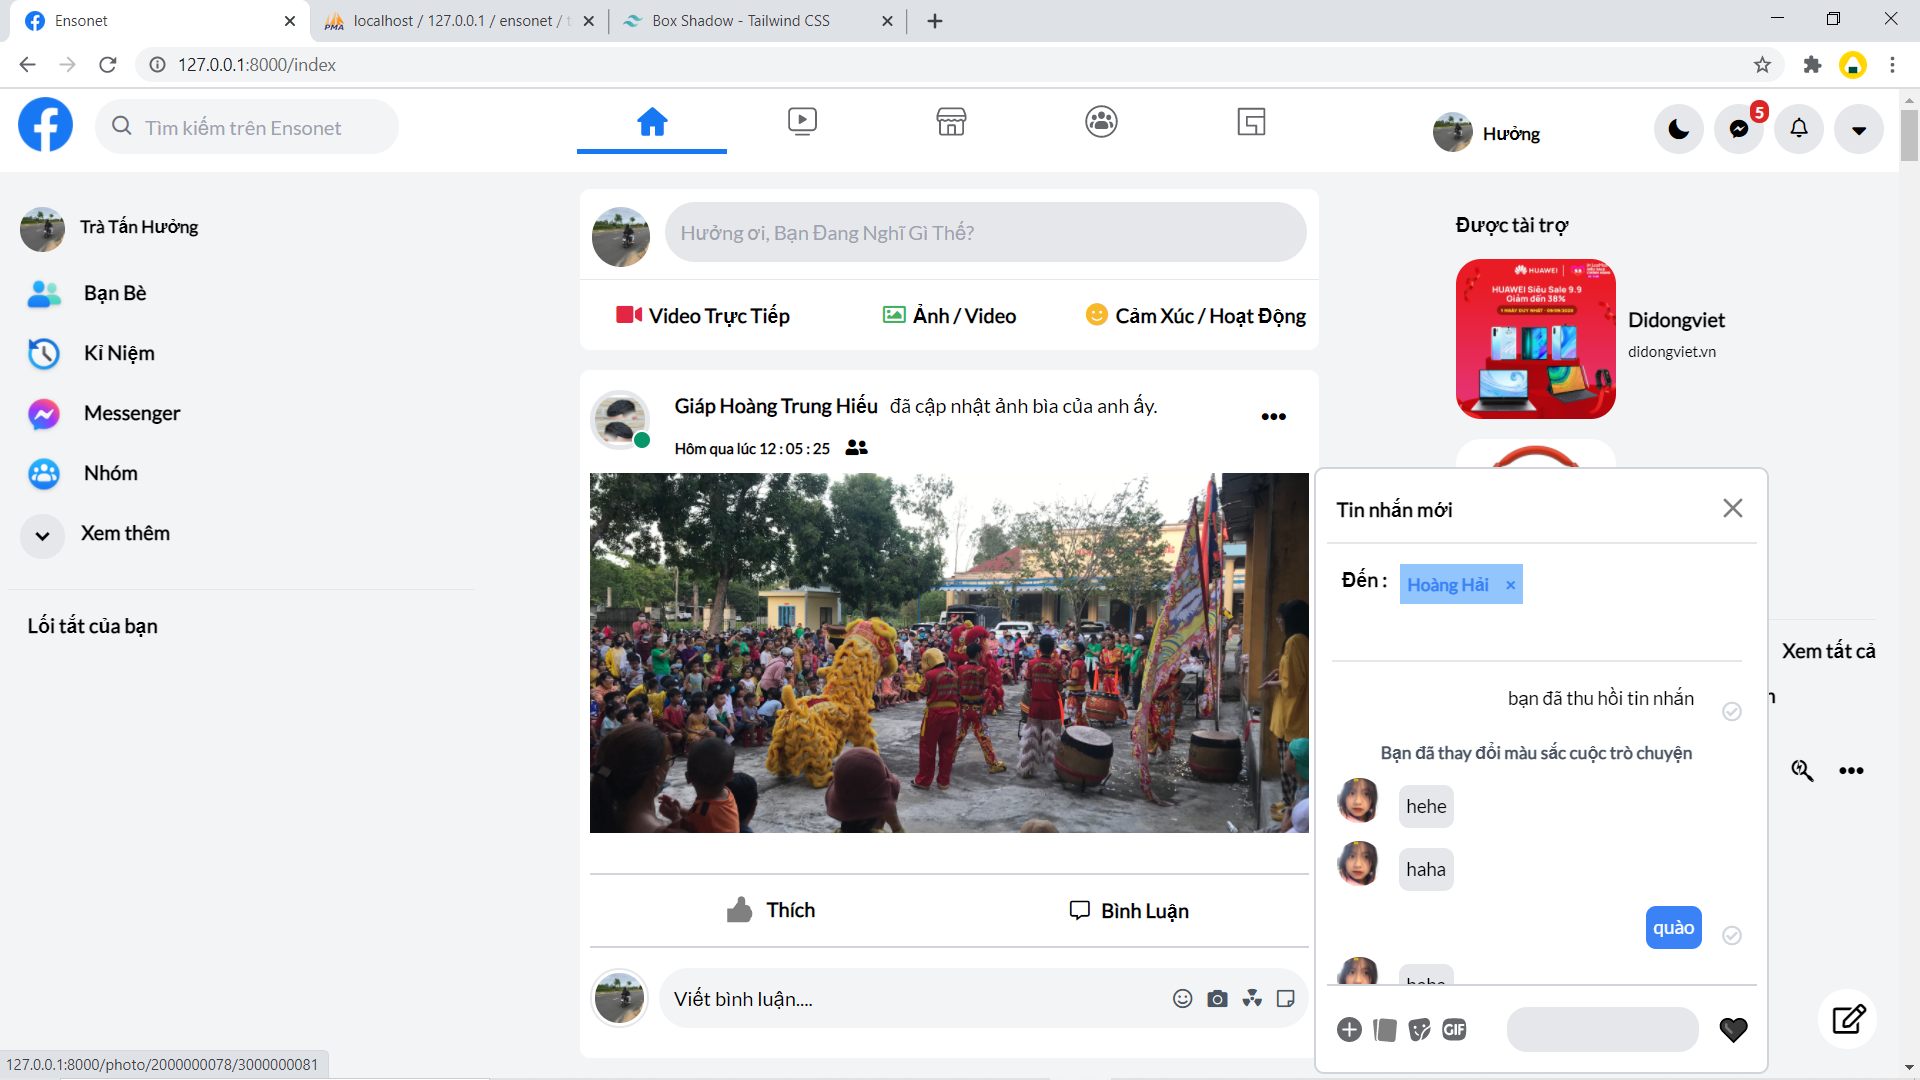 Ensonet
localhost / 127.0.0.1 / ensonet / t
Box Shadow - Tailwind CSS
127.0.0.1:8000/index
Tìm kiếm trên Ensonet
Hưởng
5
Trà Tấn Hưởng
Bạn Bè
Kỉ Niệm
Messenger
Nhóm
Xem thêm
Lối tắt của bạn
Hưởng ơi, Bạn Đang Nghĩ Gì Thế?
Video Trực Tiếp
Ảnh / Video
Cảm Xúc / Hoạt Động
Giáp Hoàng Trung Hiếu đã cập nhật ảnh bìa của anh ấy.
Hôm qua lúc 12 : 05 : 25
Thích
Bình Luận
Viết bình luận....
Được tài trợ
HUAWEI
HUAWEI Siêu Sale 9.9
Giảm đến 38%
Didongviet
didongviet.vn
Xem tất cả
n
Tin nhắn mới
Đến :
Hoàng Hải ×
bạn đã thu hồi tin nhắn
Bạn đã thay đổi màu sắc cuộc trò chuyện
hehe
haha
quào
haha
GIF
127.0.0.1:8000/photo/2000000078/3000000081